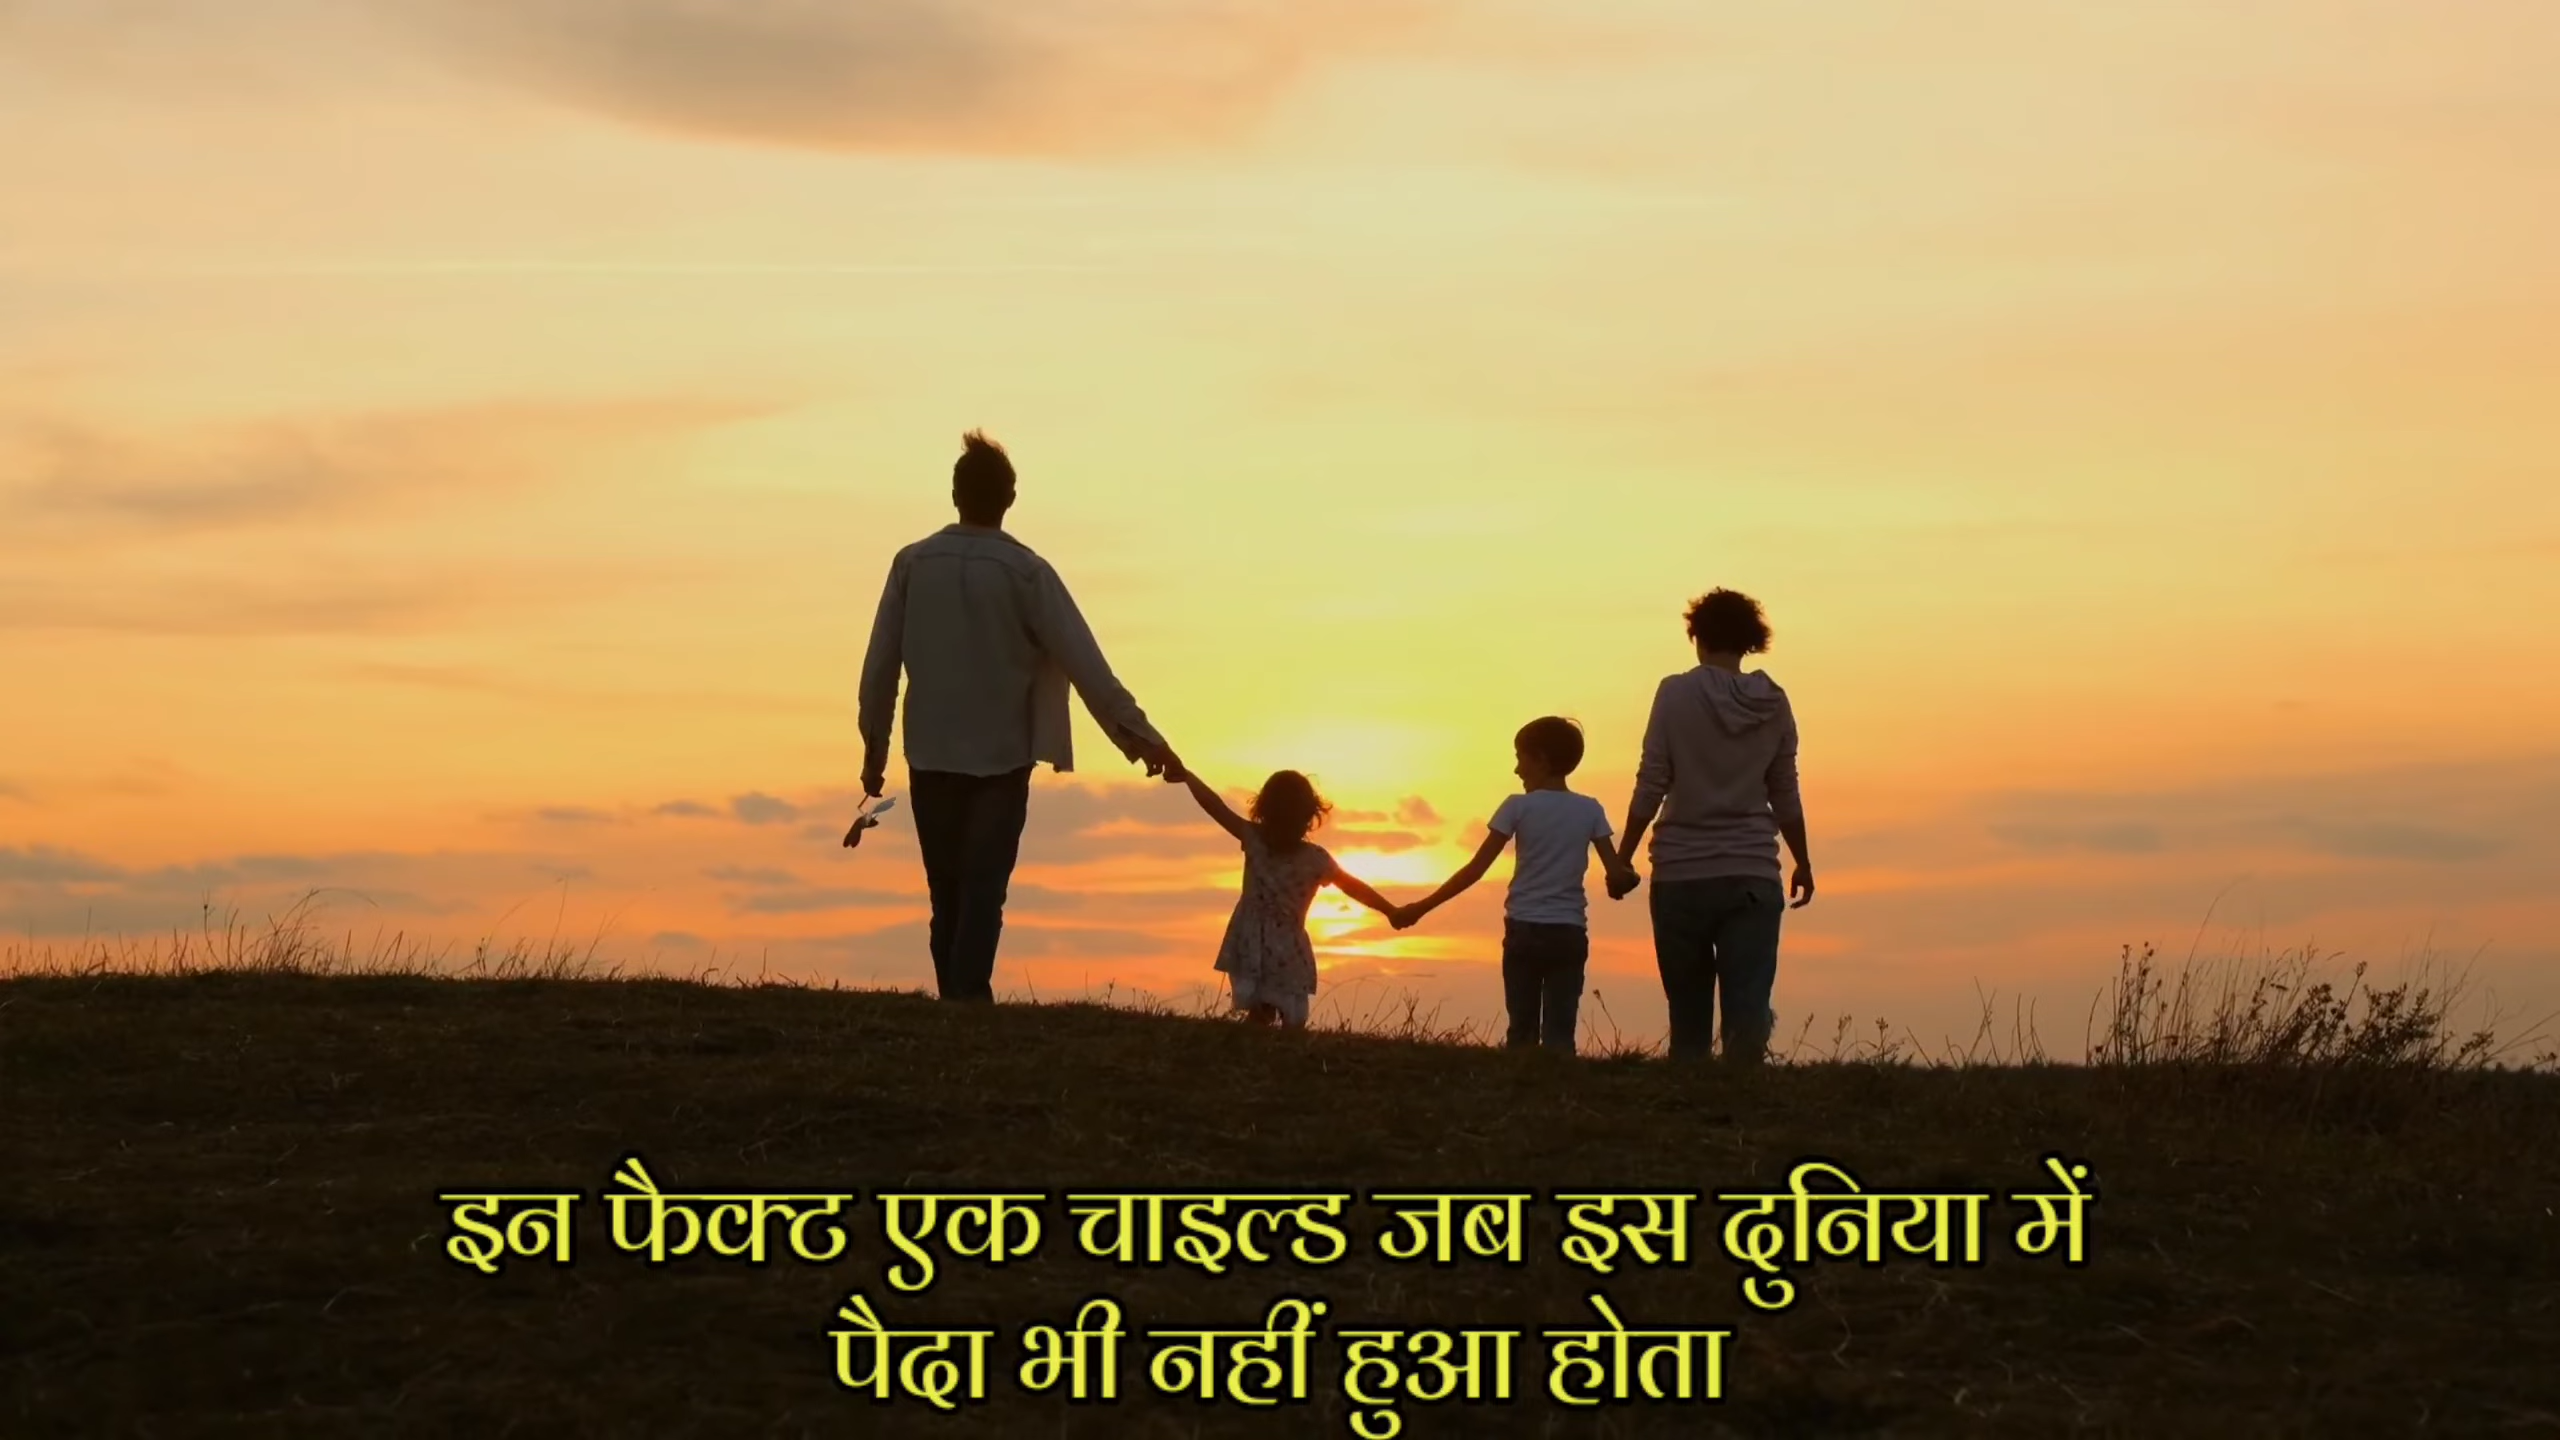 इन फैक्ट एक चाइल्ड जब इस दुनिया में
पैदा भी नहीं हुआ होता